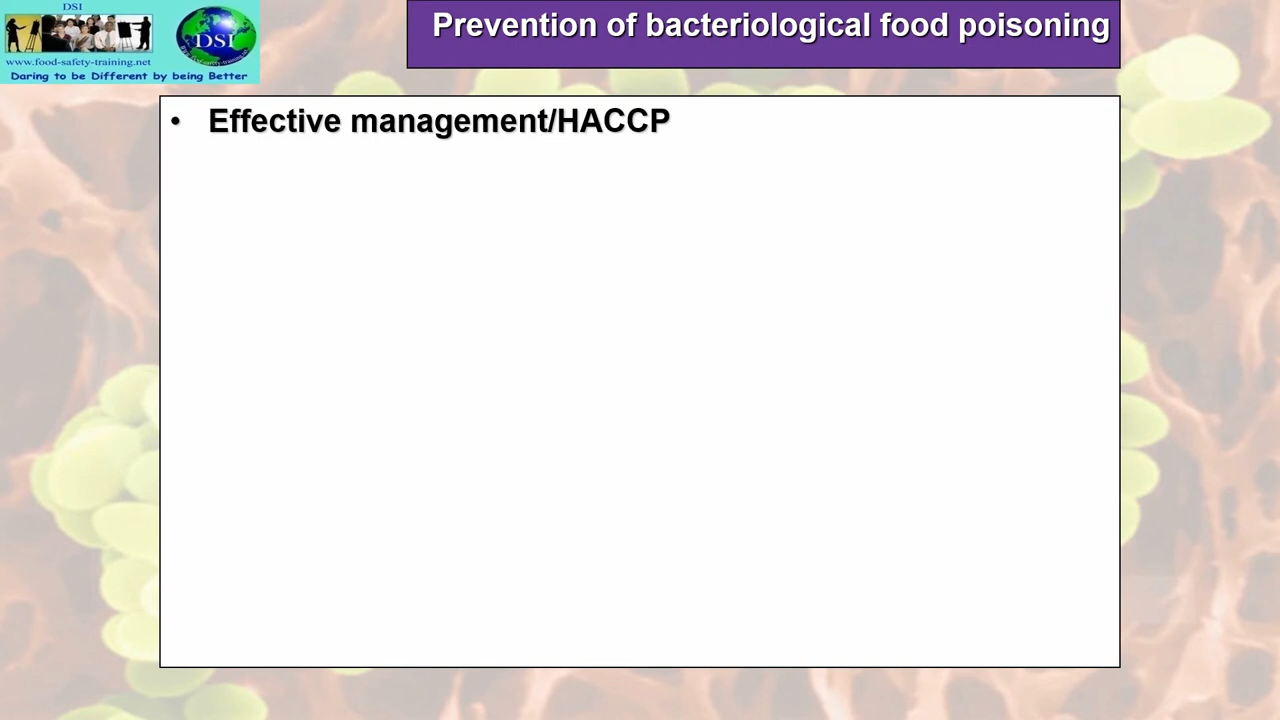 DSI
DSI
www.food-safety-training.net
Daring to be Different by being Better
Prevention of bacteriological food poisoning
• Effective management/HACCP